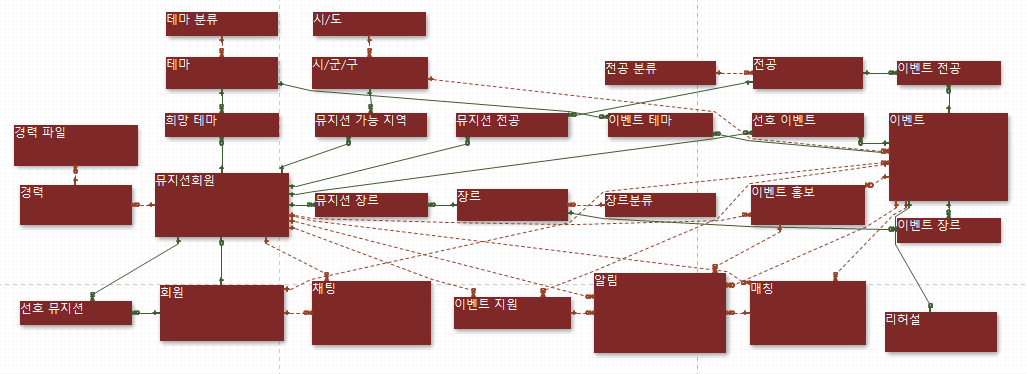 테마 분류
시/도
테마
시/군/구
전공 분류
전공
이벤트 전공
경력 파일
희망 테마
뮤지션 가능 지역
뮤지션 전공
이벤트 테마
선호 이벤트
이벤트
경력
뮤지션회원
뮤지션 장르
장르
장르분류
이벤트 홍보
이벤트 장르
선호 뮤지션
회원
채팅
이벤트 지원
알림
매칭
리허설